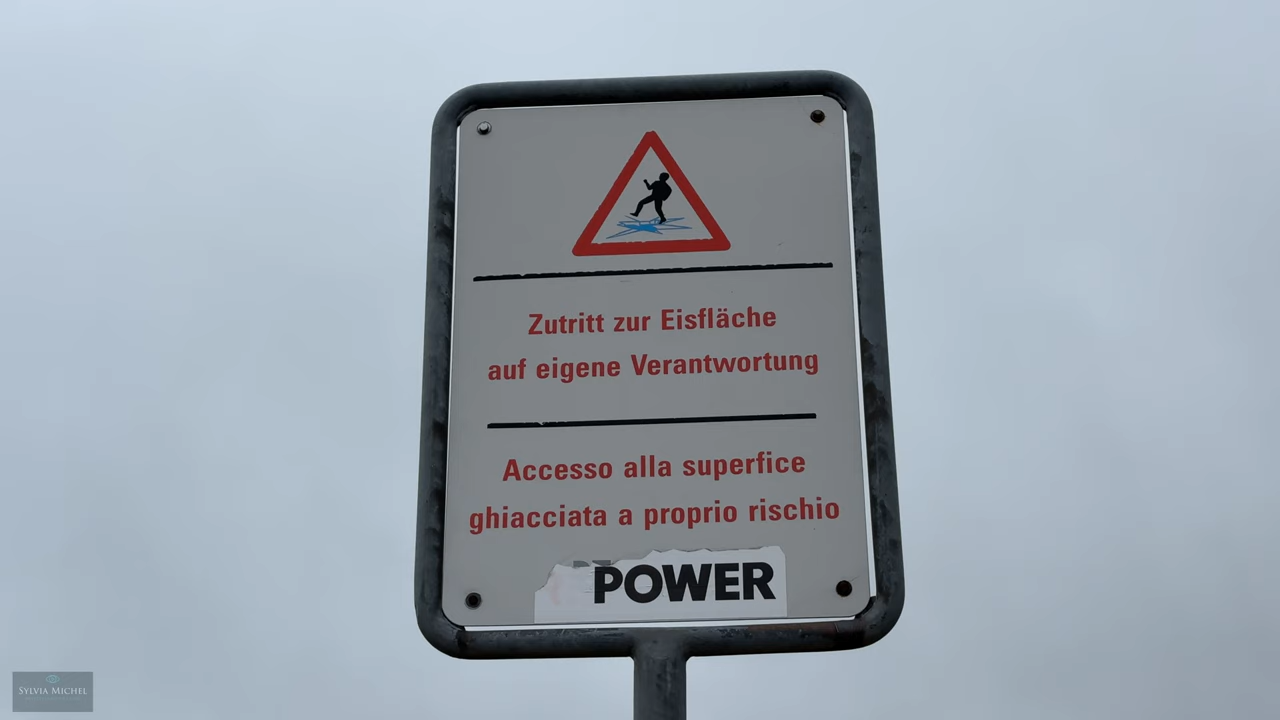 Zutritt zur Eisfläche
auf eigene Verantwortung
Accesso alla superfice
ghiacciata a proprio rischio
POWER
SYLVIA MICHEL